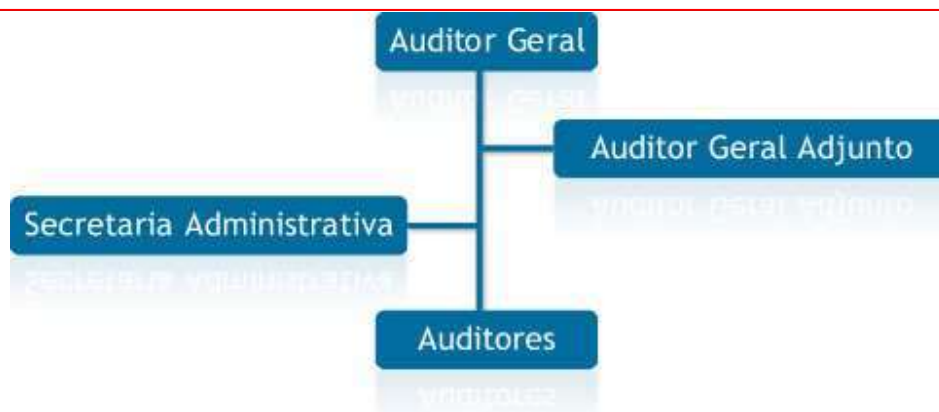 Auditor Geral
Auditor Geral Adjunto
Secretaria Administrativa
Auditores